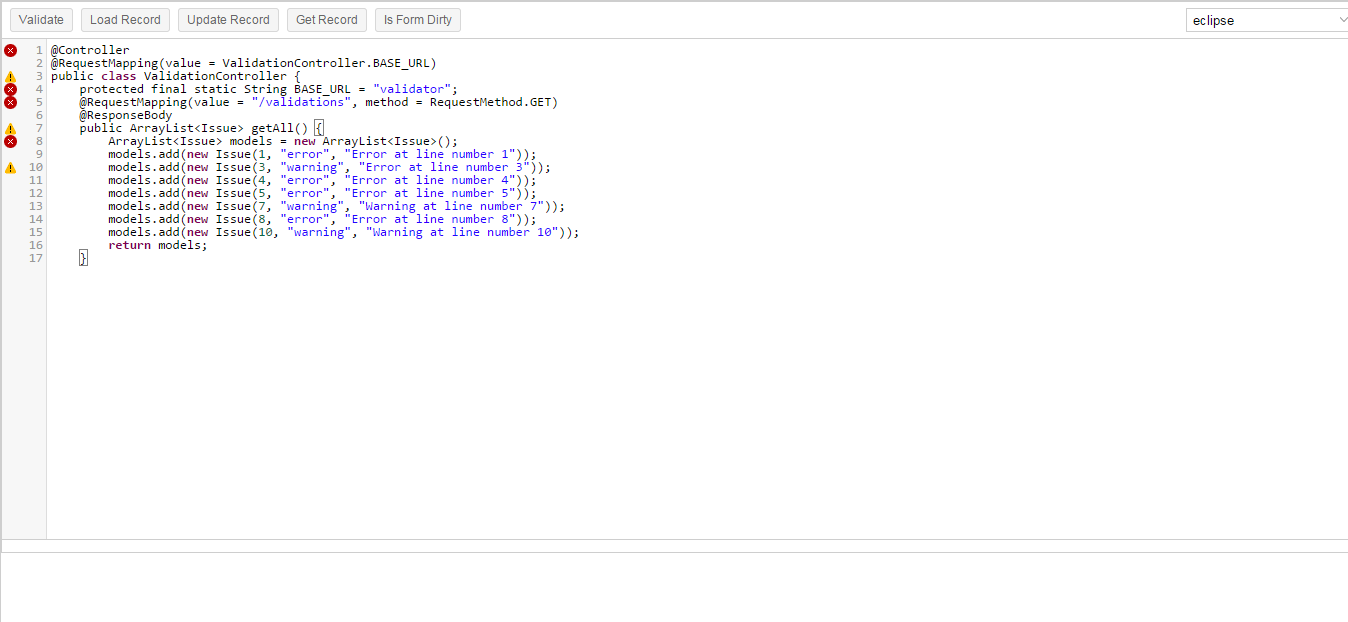 Validate Load Record Update Record Get Record Is Form Dirty eclipse
1 @Controller
2 @RequestMapping(value = ValidationController.BASE_URL)
3 public class ValidationController {
4 protected final static String BASE_URL = "validator";
5 @RequestMapping(value = "/validations", method = RequestMethod.GET)
6 @ResponseBody
7 public ArrayList<Issue> getAll() {
8 ArrayList<Issue> models = new ArrayList<Issue>();
9 models.add(new Issue(1, "error", "Error at line number 1"));
10 models.add(new Issue(3, "warning", "Error at line number 3"));
11 models.add(new Issue(4, "error", "Error at line number 4"));
12 models.add(new Issue(5, "error", "Error at line number 5"));
13 models.add(new Issue(7, "warning", "Warning at line number 7"));
14 models.add(new Issue(8, "error", "Error at line number 8"));
15 models.add(new Issue(10, "warning", "Warning at line number 10"));
16 return models;
17 }